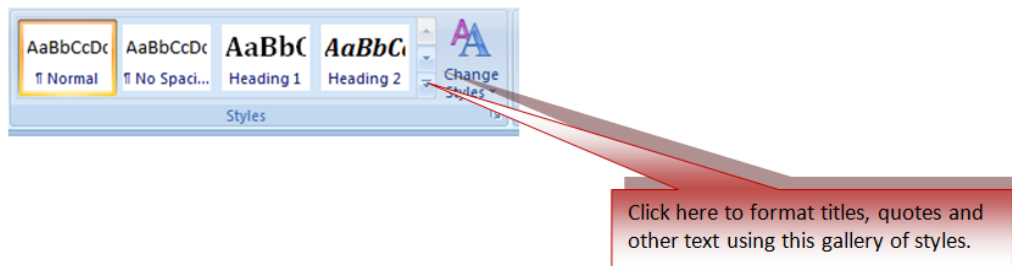 AaBbCcDc AaBbCcDc AaBbC AaBbC
¶ Normal ¶ No Spaci... Heading 1 Heading 2
Change
Styles
Styles
Click here to format titles, quotes and
other text using this gallery of styles.